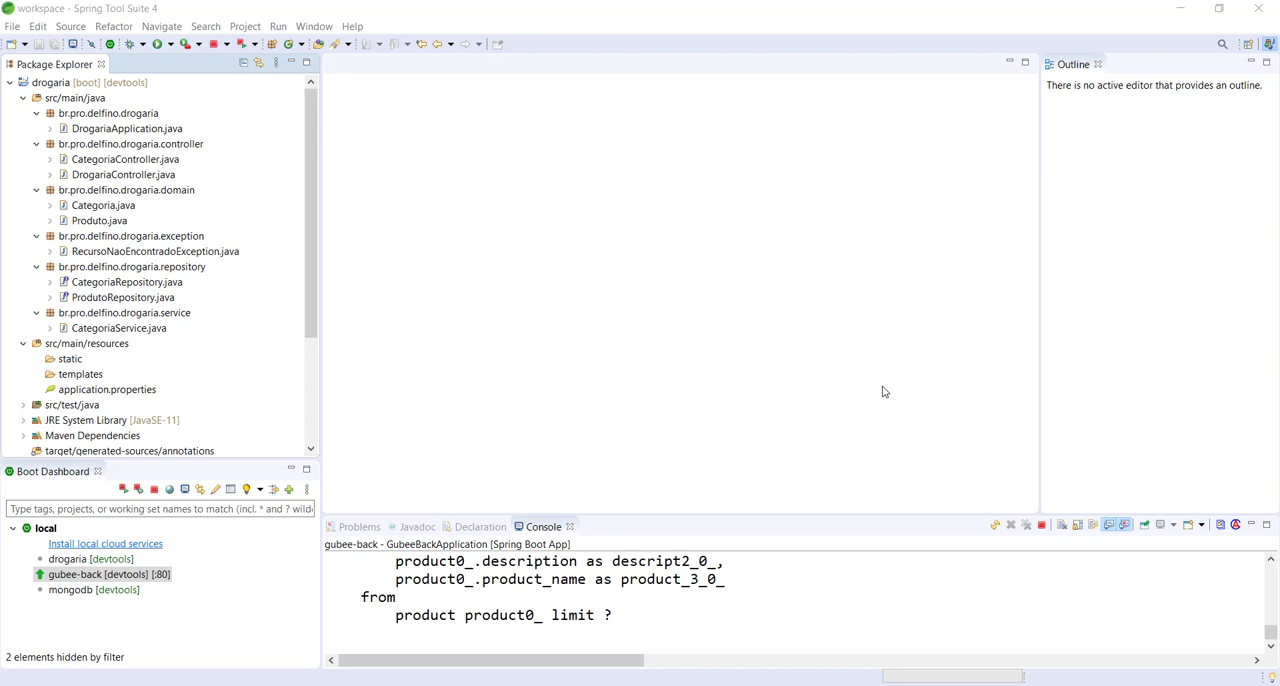 workspace - Spring Tool Suite 4
File Edit Source Refactor Navigate Search Project Run Window Help
Package Explorer
Outline
drogaria [boot] [devtools]
There is no active editor that provides an outline.
src/main/java
br.pro.delfino.drogaria
DrogariaApplication.java
br.pro.delfino.drogaria.controller
CategoriaController.java
DrogariaController.java
br.pro.delfino.drogaria.domain
Categoria.java
Produto.java
br.pro.delfino.drogaria.exception
RecursoNaoEncontradoException.java
br.pro.delfino.drogaria.repository
CategoriaRepository.java
ProdutoRepository.java
br.pro.delfino.drogaria.service
CategoriaService.java
src/main/resources
static
templates
application.properties
src/test/java
JRE System Library [JavaSE-11]
Maven Dependencies
target/generated-sources/annotations
Boot Dashboard
Type tags, projects, or working set names to match (incl. * and ? wild
local
Install local cloud services
drogaria [devtools]
gubee-back [devtools] [:80]
mongodb [devtools]
2 elements hidden by filter
Problems Javadoc Declaration Console
gubee-back - GubeeBackApplication [Spring Boot App]
product0_.description as descript2_0_,
product0_.product_name as product_3_0_
from
product product0_ limit ?